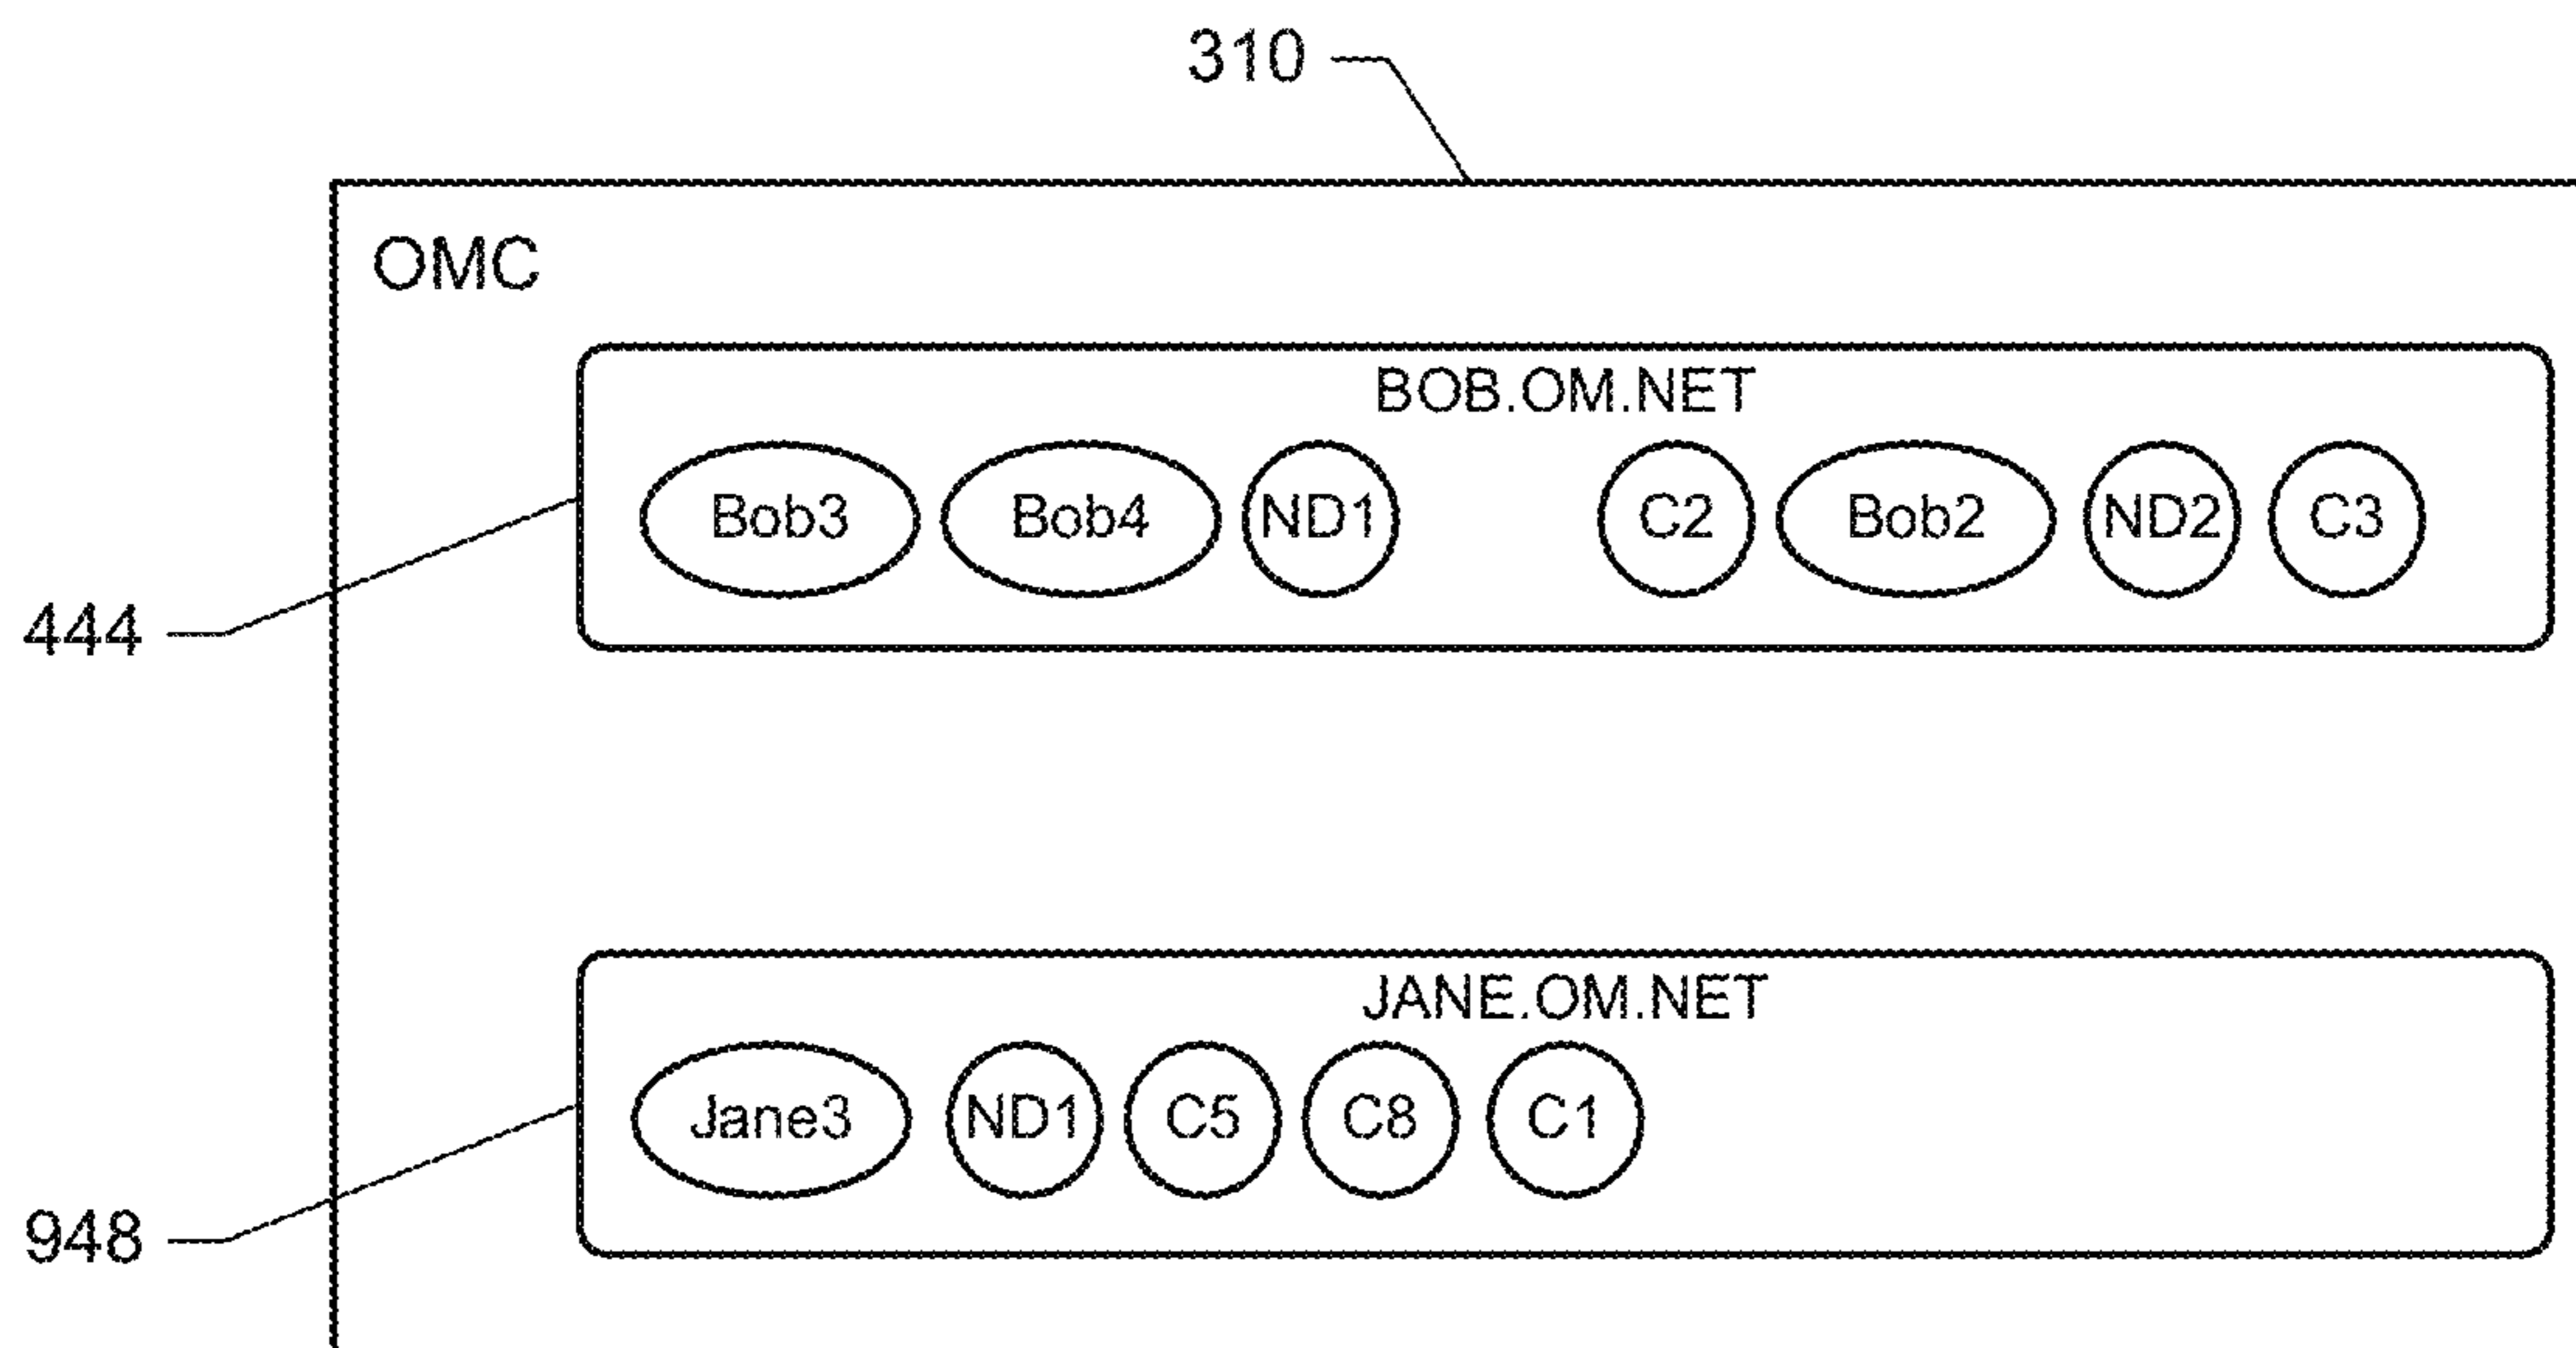 310
OMC
BOB.OM.NET
Bob3 Bob4 ND1 C2 Bob2 ND2 C3
444
JANE.OM.NET
Jane3 ND1 C5 C8 C1
948